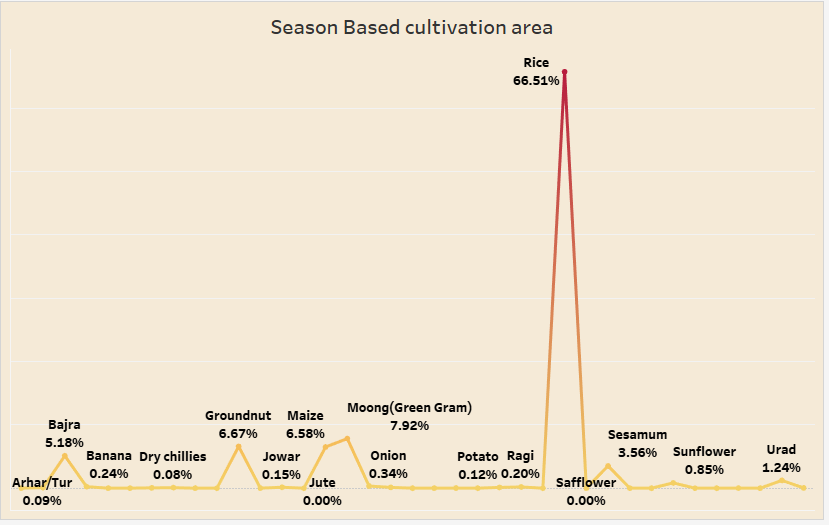 Season Based cultivation area
Rice
66.51%
Bajra
5.18%
Banana
0.24%
Dry chillies
0.08%
Groundnut
6.67%
Jowar
0.15%
Maize
6.58%
Moong(Green Gram)
7.92%
Onion
0.34%
Potato
0.12%
Ragi
0.20%
Sesamum
3.56%
Sunflower
0.85%
Urad
1.24%
Arhar/Tur
0.09%
Jute
0.00%
Safflower
0.00%